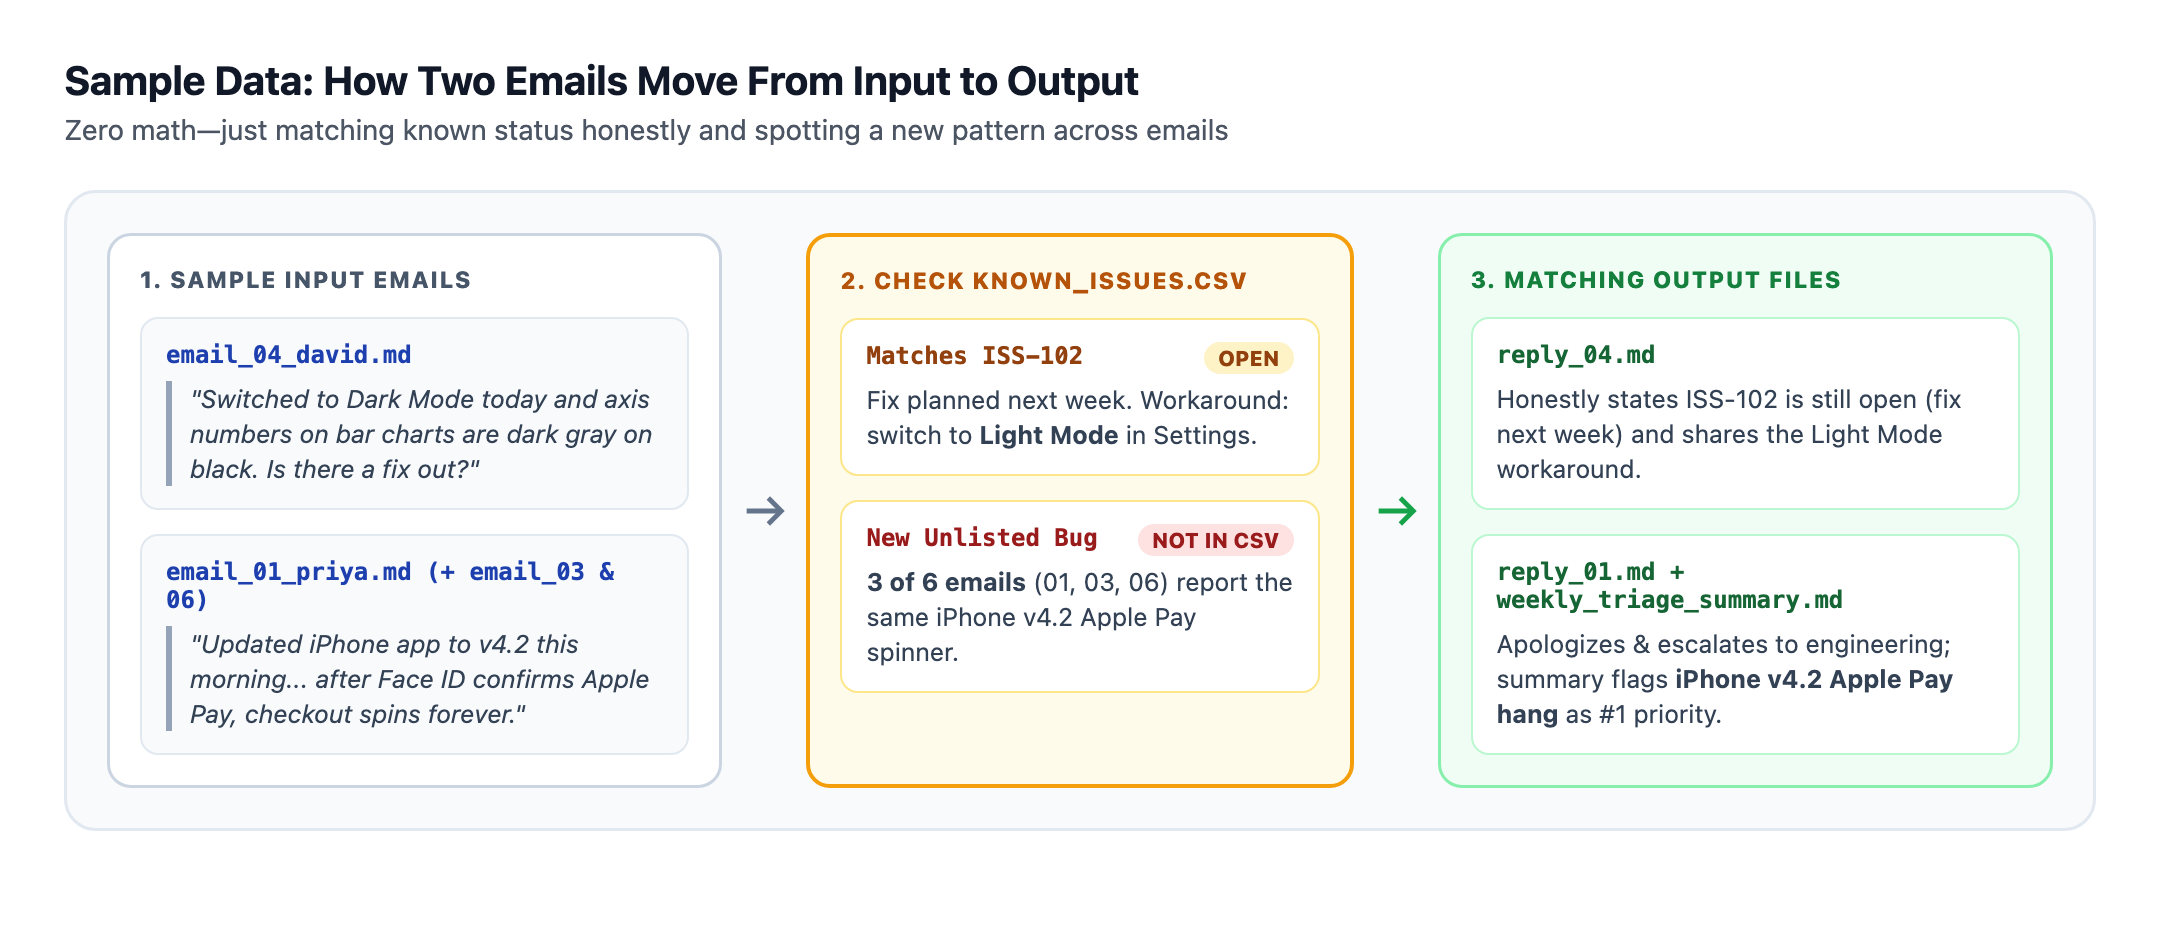 Sample Data: How Two Emails Move From Input to Output
Zero math—just matching known status honestly and spotting a new pattern across emails
1. SAMPLE INPUT EMAILS
email_04_david.md
"Switched to Dark Mode today and axis
numbers on bar charts are dark gray on
black. Is there a fix out?"
email_01_priya.md (+ email_03 &
06)
"Updated iPhone app to v4.2 this
morning... after Face ID confirms Apple
Pay, checkout spins forever."
→
2. CHECK KNOWN_ISSUES.CSV
Matches ISS-102
OPEN
Fix planned next week. Workaround:
switch to Light Mode in Settings.
New Unlisted Bug
NOT IN CSV
3 of 6 emails (01, 03, 06) report the
same iPhone v4.2 Apple Pay
spinner.
→
3. MATCHING OUTPUT FILES
reply_04.md
Honestly states ISS-102 is still open (fix
next week) and shares the Light Mode
workaround.
reply_01.md +
weekly_triage_summary.md
Apologizes & escalates to engineering;
summary flags iPhone v4.2 Apple Pay
hang as #1 priority.